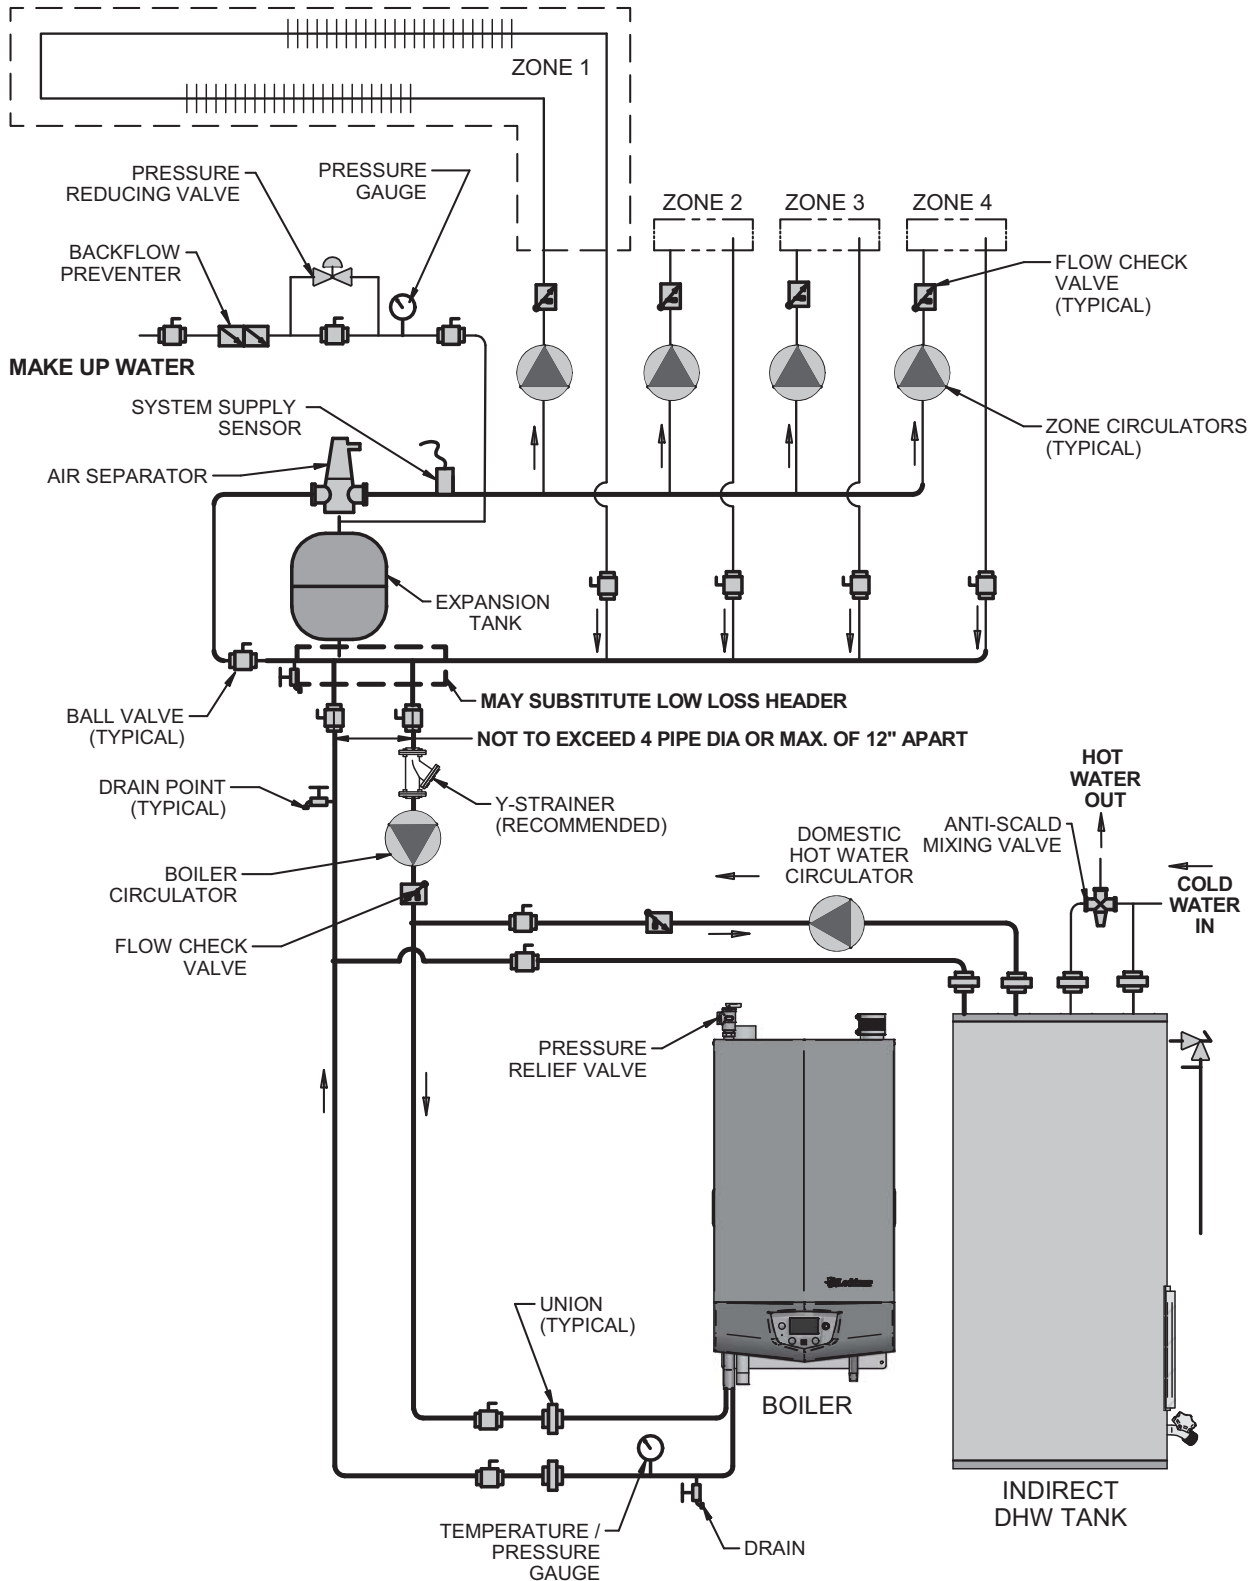 ZONE 1
PRESSURE
REDUCING VALVE
PRESSURE
GAUGE
ZONE 2
ZONE 3
ZONE 4
BACKFLOW
PREVENTER
FLOW CHECK
VALVE
(TYPICAL)
MAKE UP WATER
SYSTEM SUPPLY
SENSOR
ZONE CIRCULATORS
(TYPICAL)
AIR SEPARATOR
EXPANSION
TANK
MAY SUBSTITUTE LOW LOSS HEADER
BALL VALVE
(TYPICAL)
NOT TO EXCEED 4 PIPE DIA OR MAX. OF 12" APART
DRAIN POINT
(TYPICAL)
Y-STRAINER
(RECOMMENDED)
HOT
WATER
OUT
ANTI-SCALD
MIXING VALVE
DOMESTIC
HOT WATER
CIRCULATOR
BOILER
CIRCULATOR
COLD
WATER
IN
FLOW CHECK
VALVE
PRESSURE
RELIEF VALVE
Lochinvar
UNION
(TYPICAL)
BOILER
INDIRECT
DHW TANK
TEMPERATURE /
PRESSURE
GAUGE
DRAIN